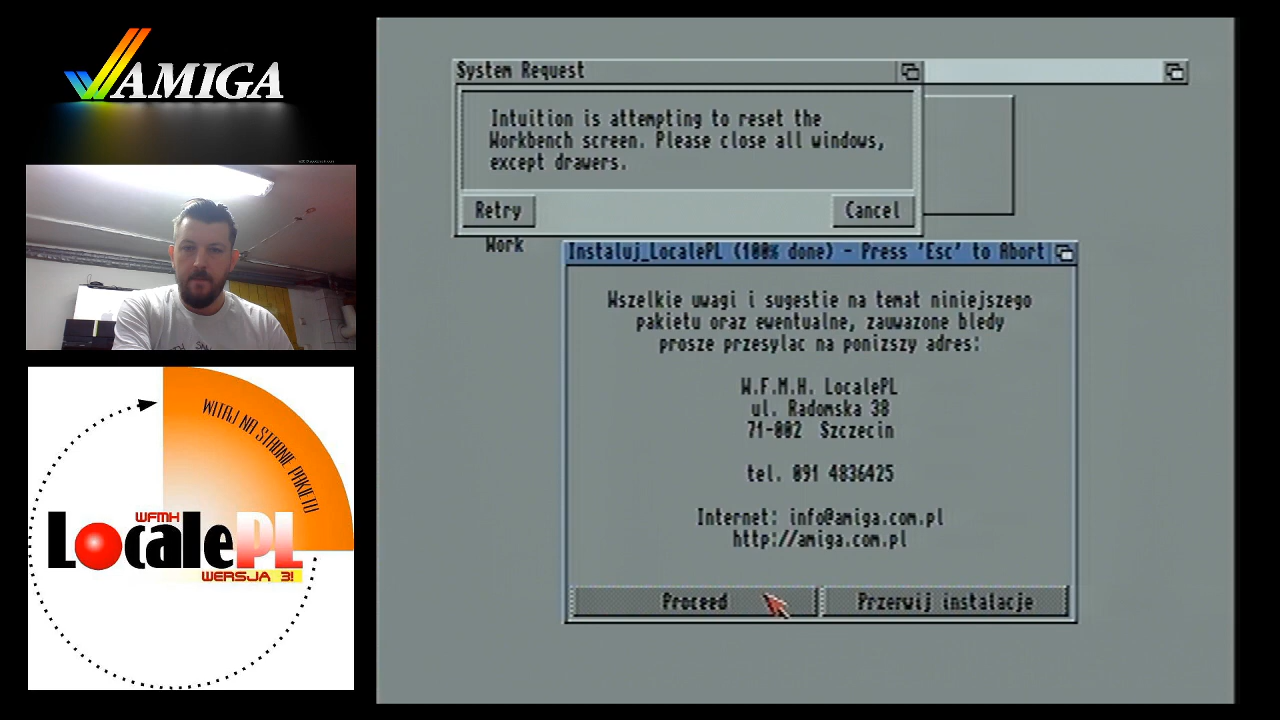 AMIGA
WITAJ NA STRONIE PAKIETU
WFMH
LocalePL
WERSJA 3!
System Request
Intuition is attempting to reset the
Workbench screen. Please close all windows,
except drawers.
Retry
Cancel
Work
Instaluj_LocalePL (100% done) - Press 'Esc' to Abort
Wszelkie uwagi i sugestie na temat niniejszego
pakietu oraz ewentualne, zauwazone bledy
prosze przesylac na ponizszy adres:
W.F.M.H. LocalePL
ul. Radomska 38
71-002 Szczecin
tel. 091 4836425
Internet: info@amiga.com.pl
http://amiga.com.pl
Proceed
Przerwij instalacje